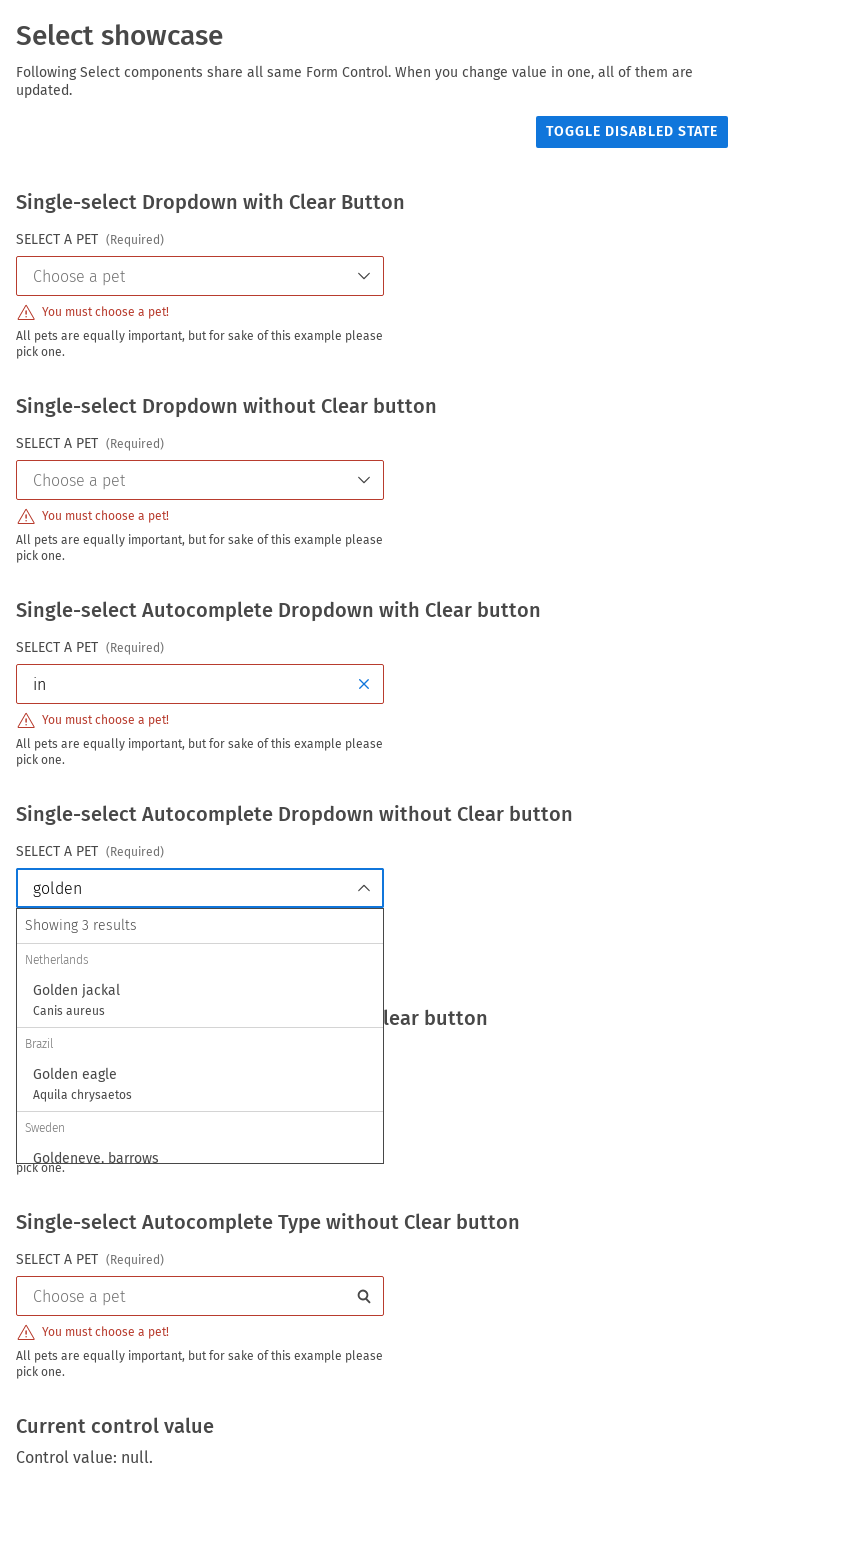 Select showcase
Following Select components share all same Form Control. When you change value in one, all of them are
updated.
TOGGLE DISABLED STATE
Single-select Dropdown with Clear Button
SELECT A PET (Required)
Choose a pet
You must choose a pet!
All pets are equally important, but for sake of this example please
pick one.
Single-select Dropdown without Clear button
SELECT A PET (Required)
Choose a pet
You must choose a pet!
All pets are equally important, but for sake of this example please
pick one.
Single-select Autocomplete Dropdown with Clear button
SELECT A PET (Required)
in
You must choose a pet!
All pets are equally important, but for sake of this example please
pick one.
Single-select Autocomplete Dropdown without Clear button
SELECT A PET (Required)
golden
Showing 3 results
Netherlands
Golden jackal
Canis aureus
lear button
Brazil
Golden eagle
Aquila chrysaetos
Sweden
Goldeneye, barrows
pick one.
Single-select Autocomplete Type without Clear button
SELECT A PET (Required)
Choose a pet
You must choose a pet!
All pets are equally important, but for sake of this example please
pick one.
Current control value
Control value: null.